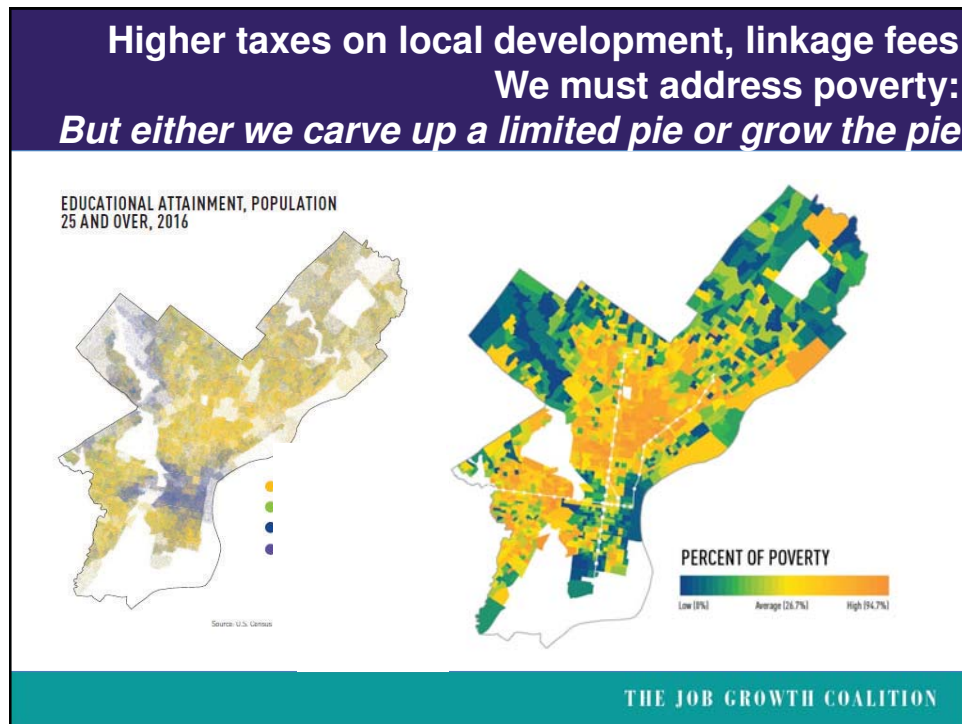 Higher taxes on local development, linkage fees
We must address poverty:
But either we carve up a limited pie or grow the pie
EDUCATIONAL ATTAINMENT, POPULATION
25 AND OVER, 2016
Source: U.S. Census
PERCENT OF POVERTY
Low (0%) Average (26.7%) High (94.7%)
THE JOB GROWTH COALITION